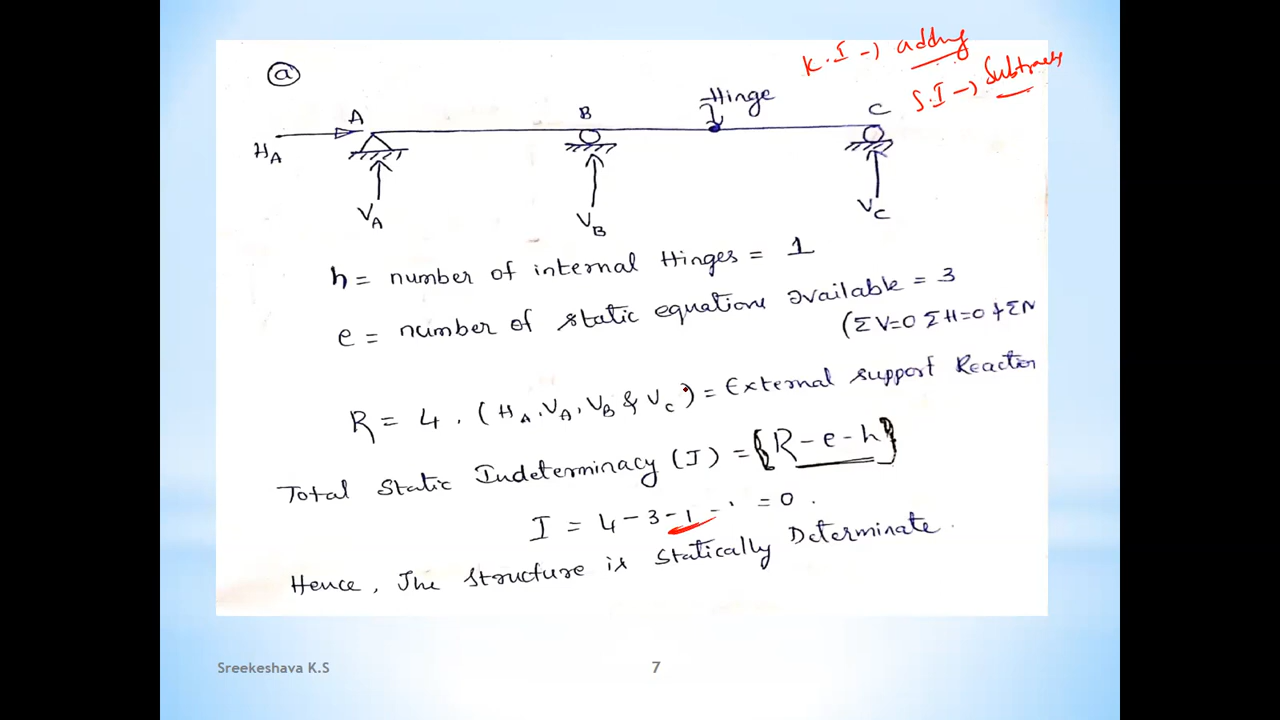 K.I → adding
S.I → Subtract
ⓐ
Hinge
A
B
C
HA
VA
VB
VC
h = number of internal Hinges = 1
e = number of static equations available = 3
(ΣV=0 ΣH=0 + ΣM
R = 4 . (HA, VA, VB & VC) = External support Reaction
Total Static Indeterminacy (I) = {R - e - h}
I = 4 - 3 - 1 = 0 .
Hence, The structure is Statically Determinate .
Sreekeshava K.S
7